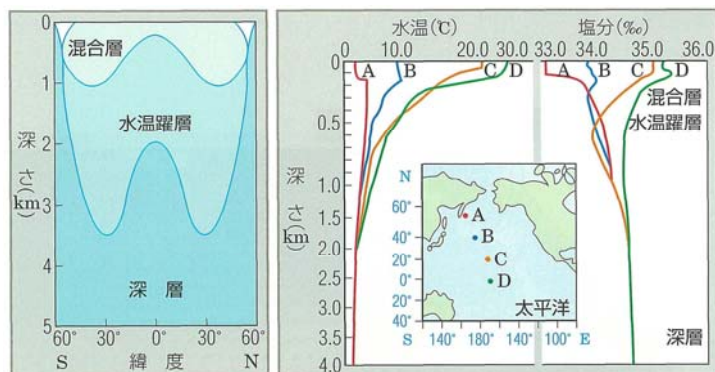 0
1
2
3
4
5
深さ(km)
混合層
水温躍層
深層
60° 30° 0° 30° 60°
S 緯度 N
水温(℃) 塩分(‰)
0 10.0 20.0 30.0 33.0 34.0 35.0 36.0
0
0.5
1.0
2.0
2.5
3.0
3.5
4.0
深さ(km)
A B C D
A B C D
混合層
水温躍層
深層
N
60°
40°
20°
0°
20°
40°
A
B
C
D
太平洋
S 120° 140° 180° 140° 100° E